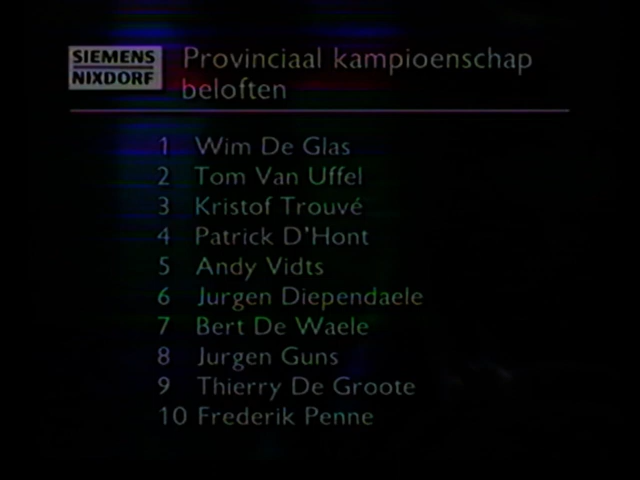 SIEMENS
NIXDORF
Provinciaal kampioenschap
beloften
1 Wim De Glas
2 Tom Van Uffel
3 Kristof Trouvé
4 Patrick D'Hont
5 Andy Vidts
6 Jurgen Diependaele
7 Bert De Waele
8 Jurgen Guns
9 Thierry De Groote
10 Frederik Penne